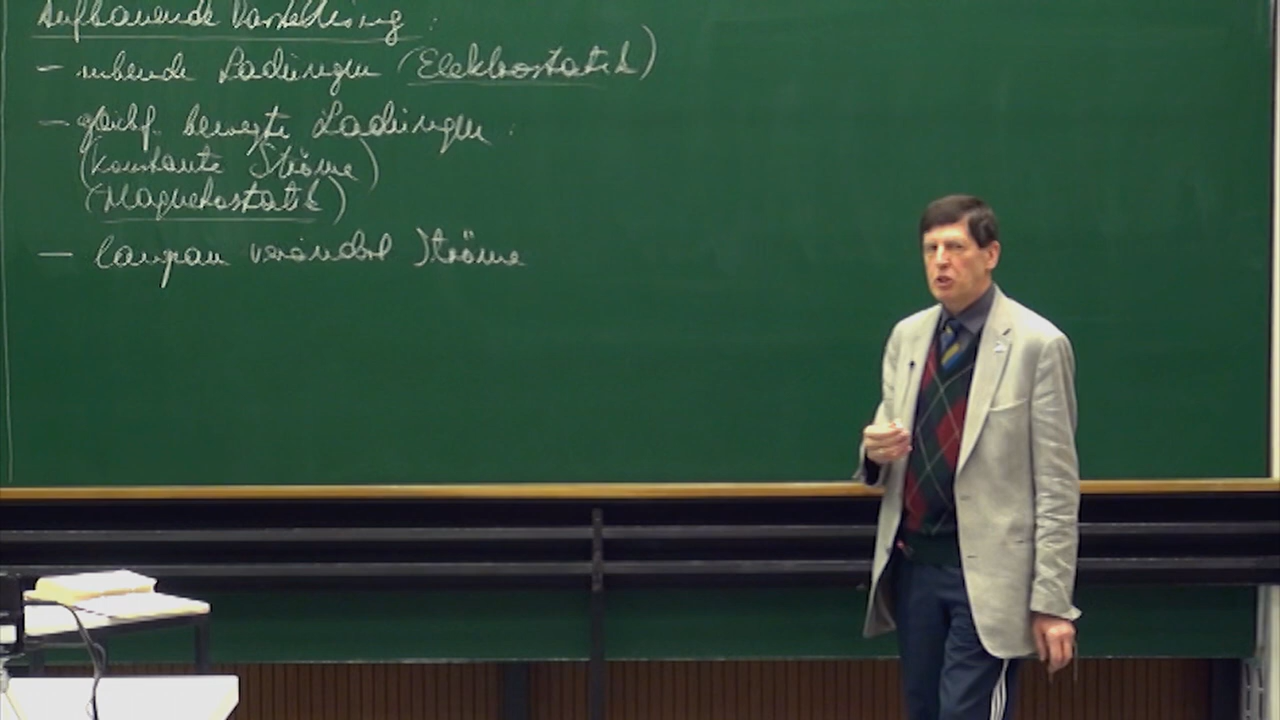 Aufbauende Darstellung:
- ruhende Ladungen (Elektrostatik)
- gleichf. bewegte Ladungen:
(Konstante Ströme)
(Magnetostatik)
- langsam veränderl Ströme